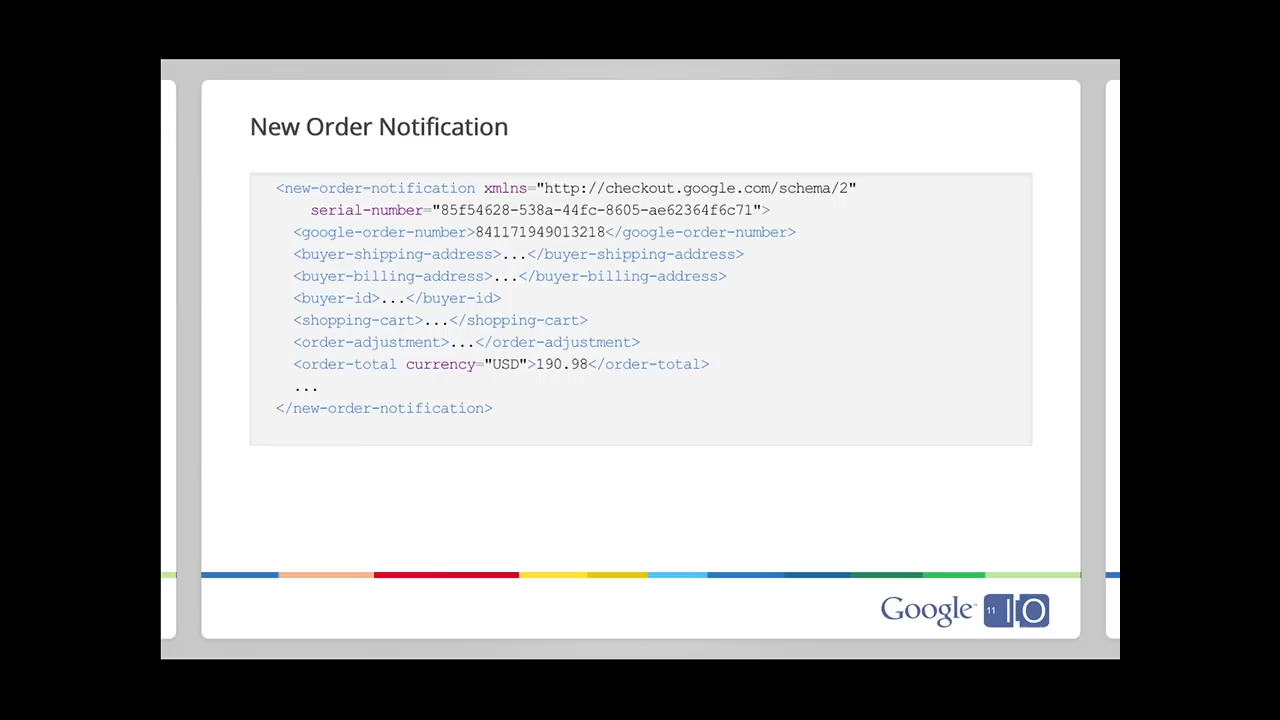 New Order Notification
<new-order-notification xmlns="http://checkout.google.com/schema/2"
serial-number="85f54628-538a-44fc-8605-ae62364f6c71">
<google-order-number>841171949013218</google-order-number>
<buyer-shipping-address>...</buyer-shipping-address>
<buyer-billing-address>...</buyer-billing-address>
<buyer-id>...</buyer-id>
<shopping-cart>...</shopping-cart>
<order-adjustment>...</order-adjustment>
<order-total currency="USD">190.98</order-total>
...
</new-order-notification>
Google™ 11 IO